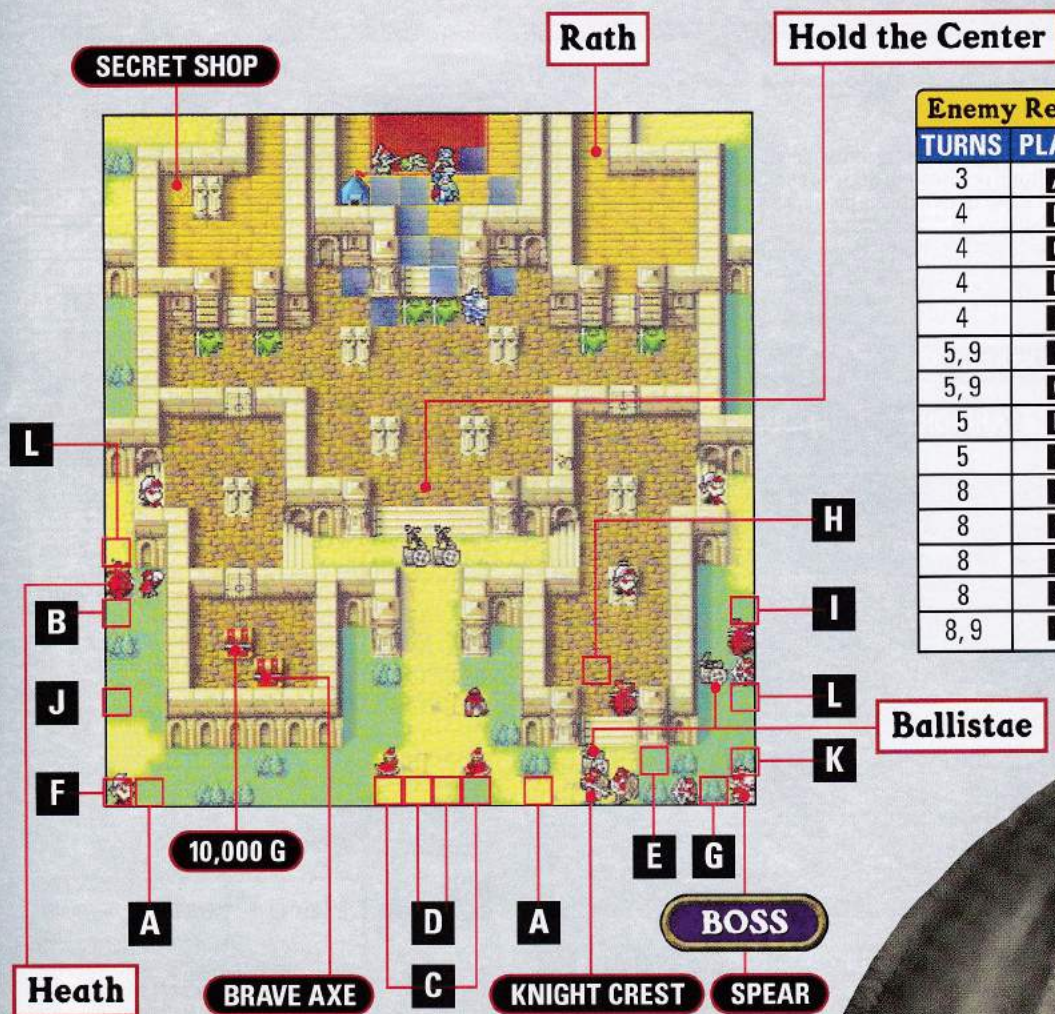 SECRET SHOP
Rath
Hold the Center
Enemy Re
TURNS PLA
3
4
4
4
4
5, 9
5, 9
5
5
8
8
8
8
8, 9
L
H
B
I
J
L
Ballistae
K
F
10,000 G
E
G
A
D
A
BOSS
C
Heath
BRAVE AXE
KNIGHT CREST
SPEAR